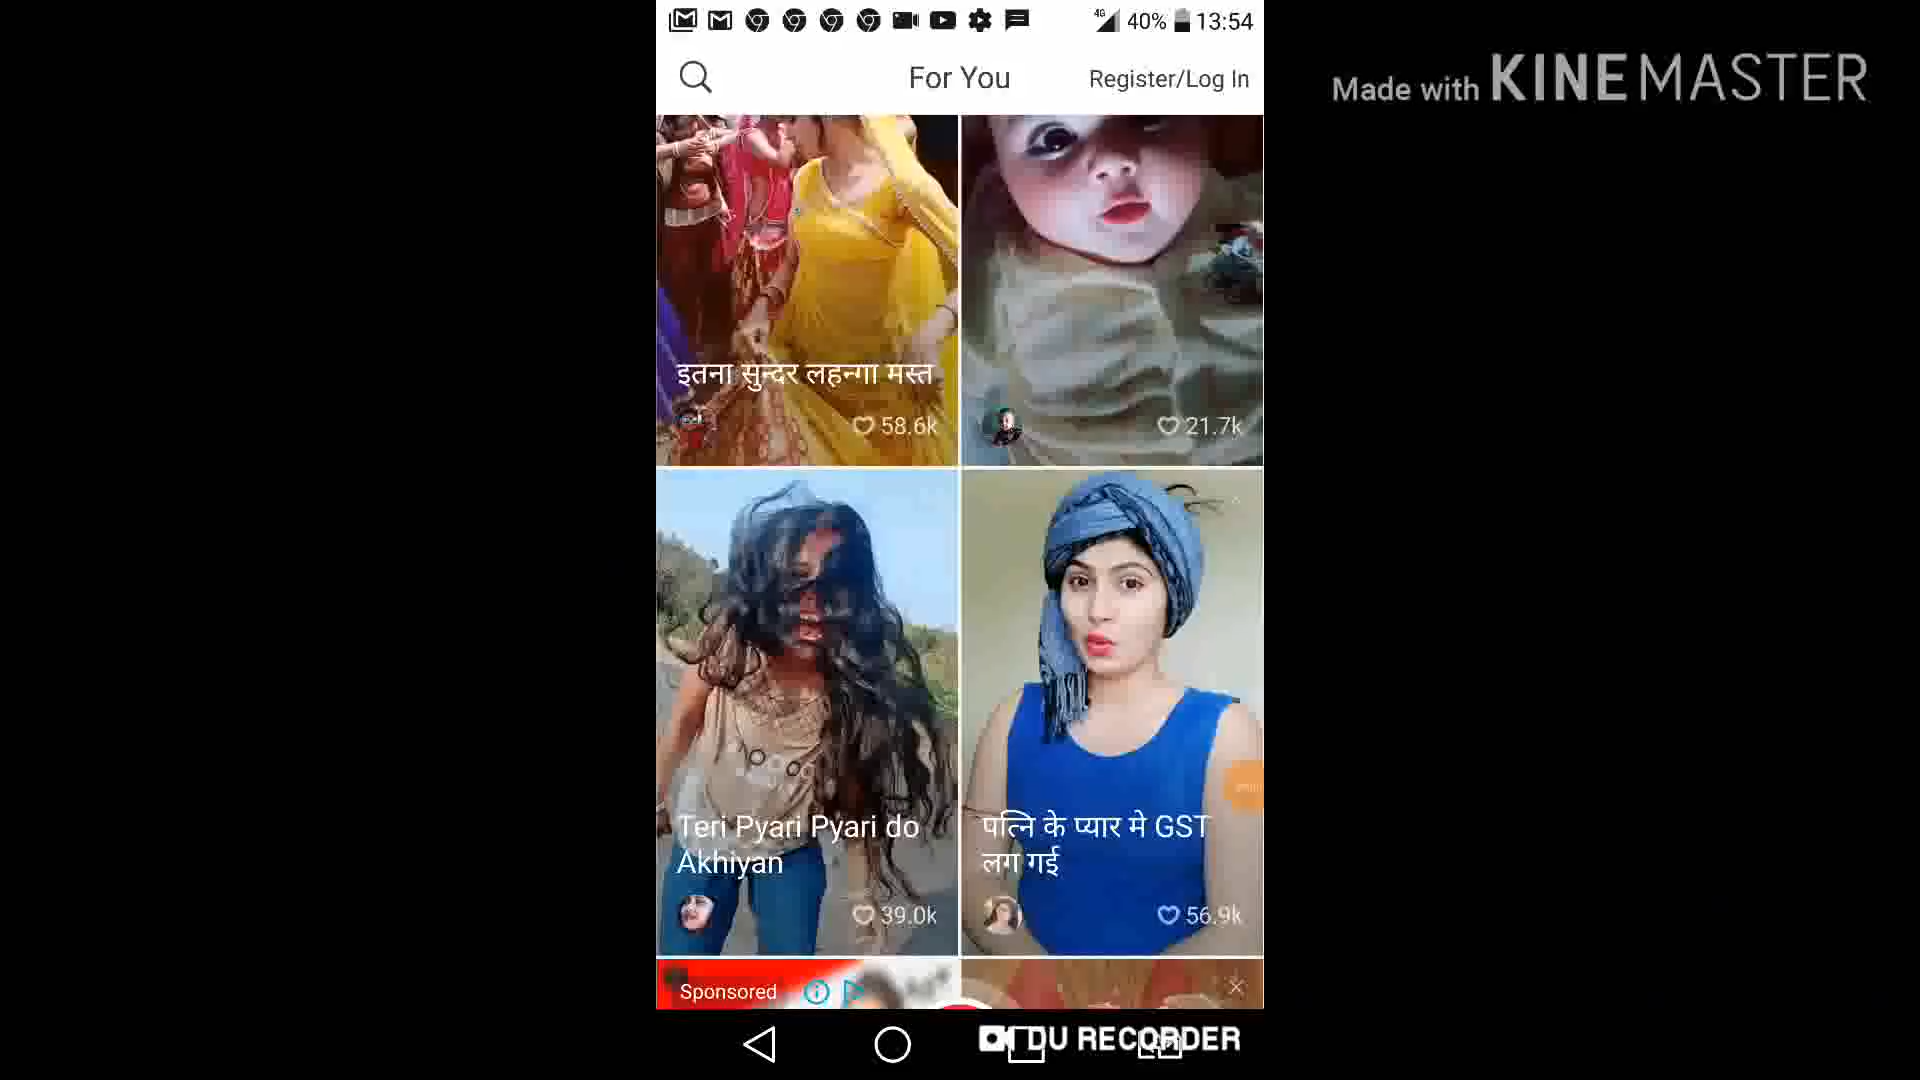 4G 40% 13:54
For You
Register/Log In
Made with KINEMASTER
इतना सुन्दर लहन्गा मस्त
58.6k
21.7k
Teri Pyari Pyari do
Akhiyan
39.0k
पत्नि के प्यार मे GST
लग गई
56.9k
Sponsored
DU RECORDER